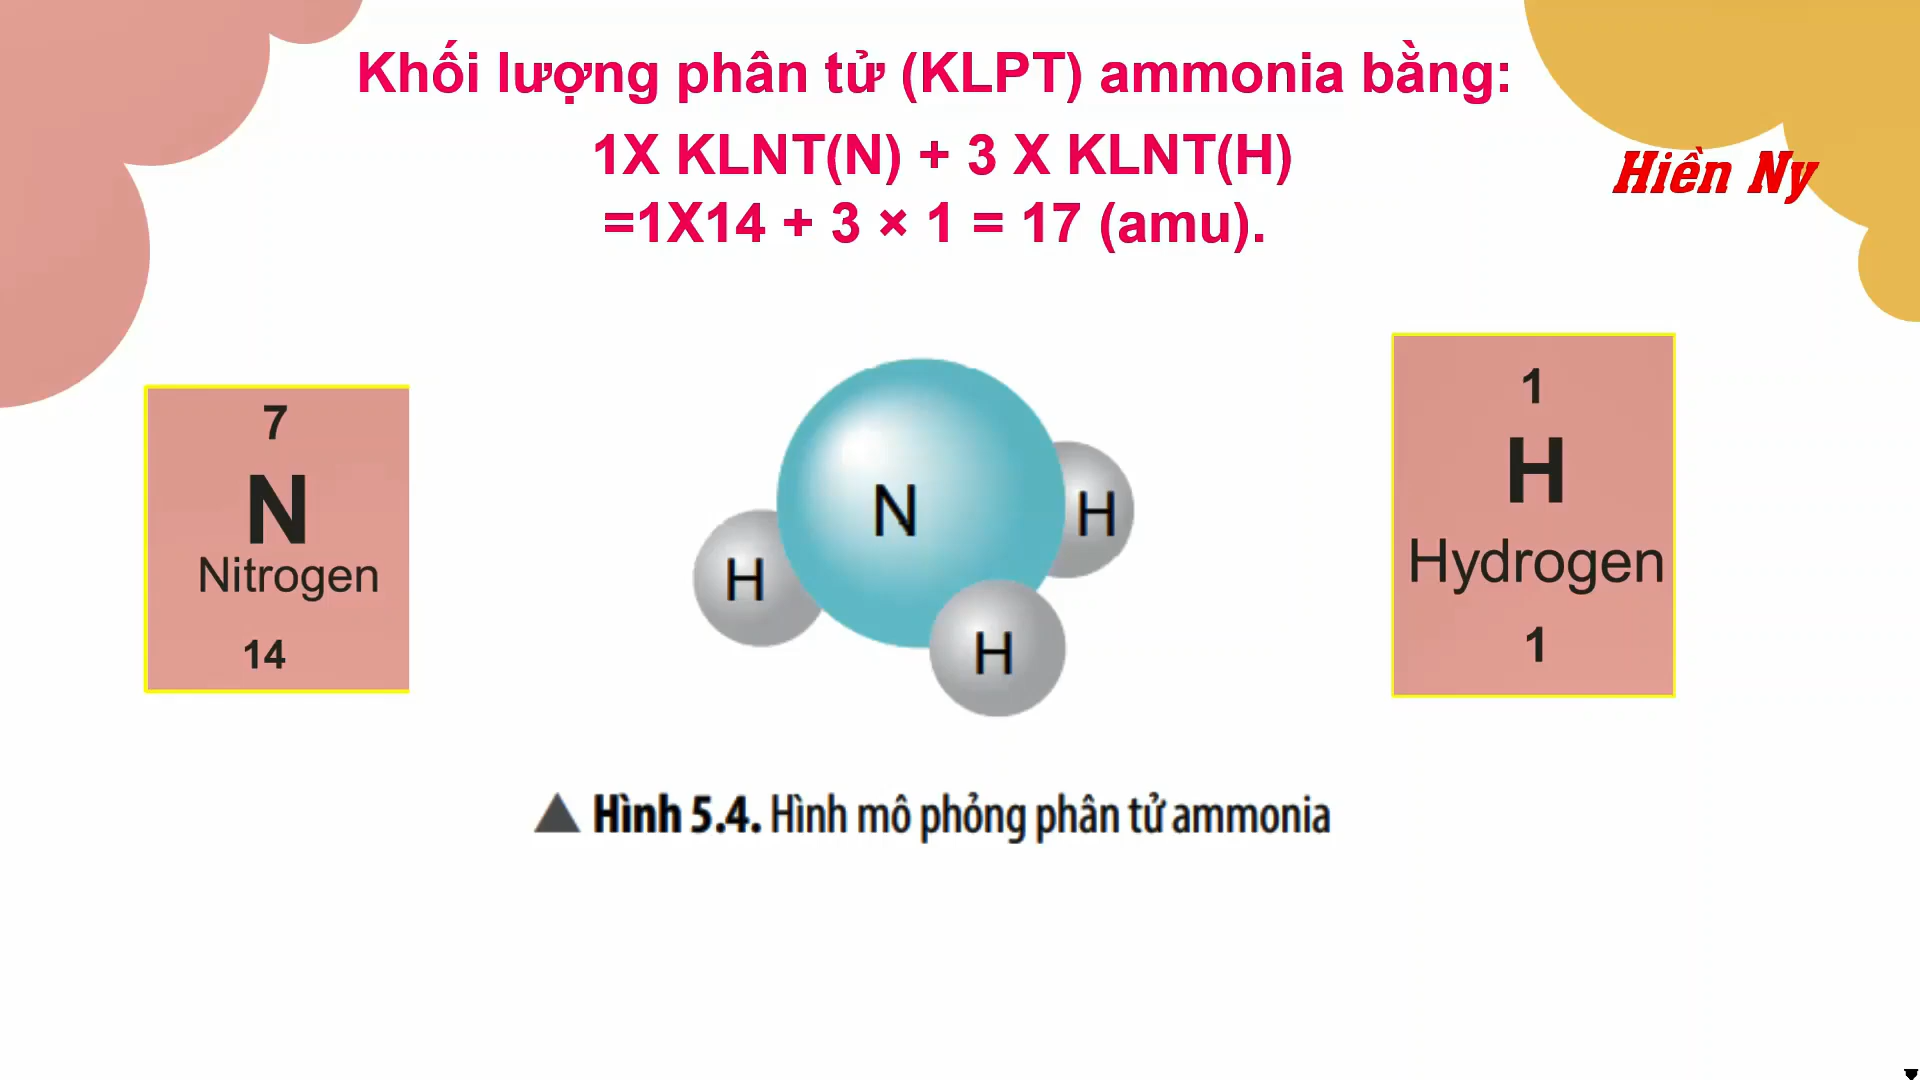 Khối lượng phân tử (KLPT) ammonia bằng:
1X KLNT(N) + 3 X KLNT(H)
=1X14 + 3 × 1 = 17 (amu).
Hiền Ny
7
N
Nitrogen
14
N
H
H
H
1
H
Hydrogen
1
▲ Hình 5.4. Hình mô phỏng phân tử ammonia